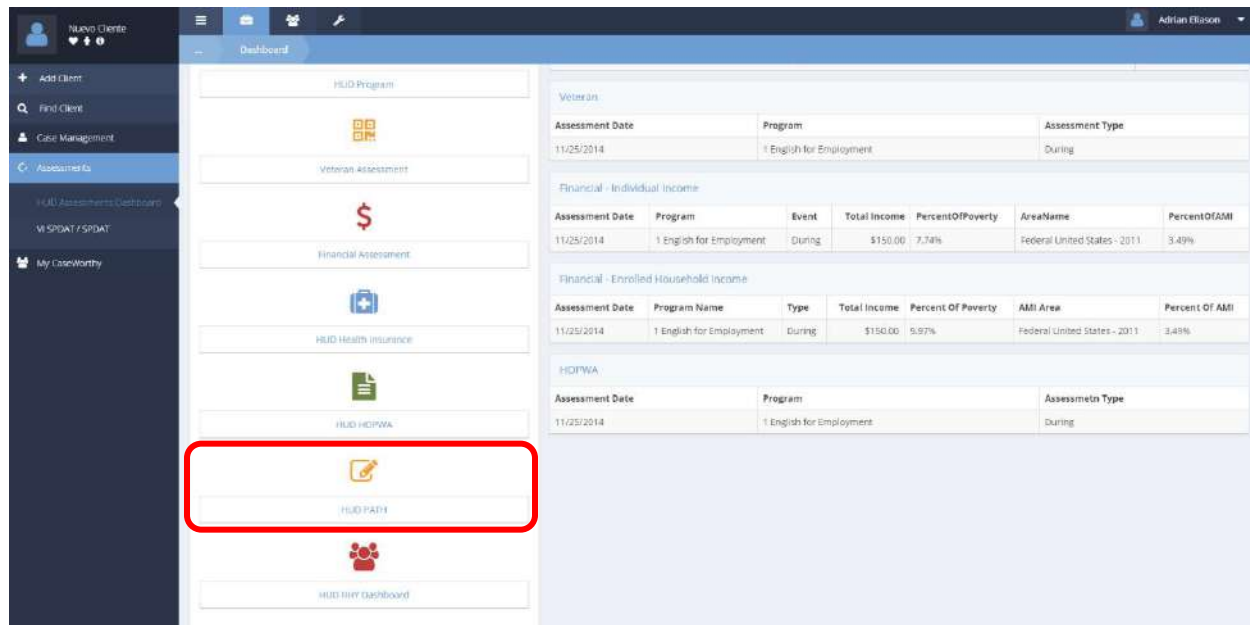 Nuevo Cliente
Adrian Eliason
... Dashboard
Add Client
Find Client
Case Management
Assessments
HUD Assessments Dashboard
VI SPDAT / SPDAT
My CaseWorthy
HUD Program
Veteran Assessment
Financial Assessment
HUD Health Insurance
HUD HOPWA
HUD PATH
HUD RHY Dashboard
Veteran
Assessment Date Program Assessment Type
11/25/2014 1 English for Employment During
Financial - Individual Income
Assessment Date Program Event Total Income PercentOfPoverty AreaName PercentOfAMI
11/25/2014 1 English for Employment During $150.00 7.74% Federal United States - 2011 3.49%
Financial - Enrolled Household Income
Assessment Date Program Name Type Total Income Percent Of Poverty AMI Area Percent Of AMI
11/25/2014 1 English for Employment During $150.00 9.97% Federal United States - 2011 3.49%
HOPWA
Assessment Date Program Assessmetn Type
11/25/2014 1 English for Employment During